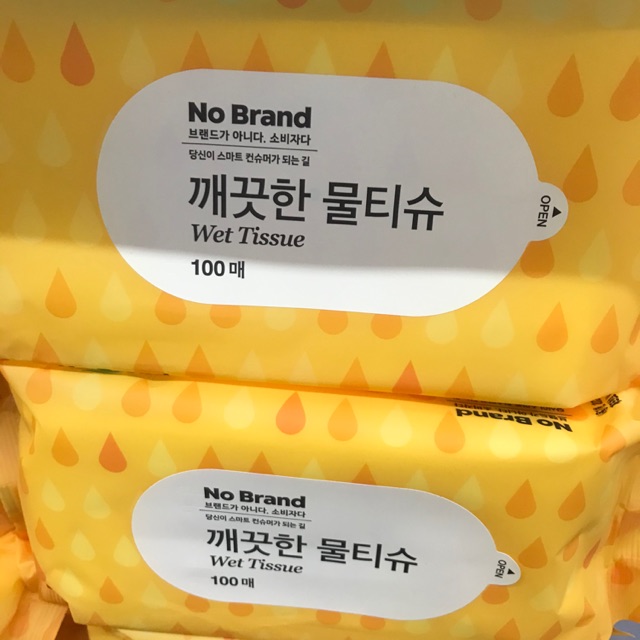 No Brand
브랜드가 아니다. 소비자다
당신이 스마트 컨슈머가 되는 길
깨끗한 물티슈
Wet Tissue
100매
OPEN
No Brand
No Brand
브랜드가 아니다. 소비자다
당신이 스마트 컨슈머가 되는 길
깨끗한 물티슈
Wet Tissue
100매
OPEN